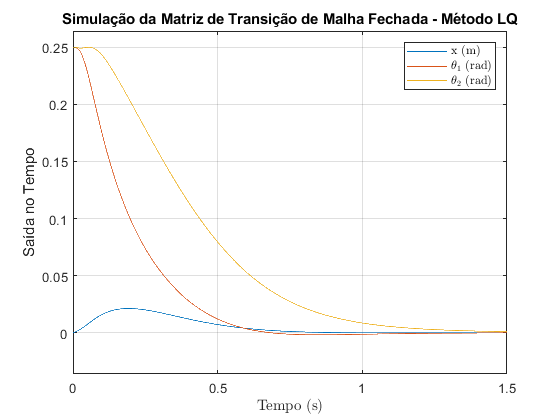 Simulação da Matriz de Transição de Malha Fechada - Método LQ
Saída no Tempo
0.25
0.2
0.15
0.1
0.05
0
x (m)
θ₁ (rad)
θ₂ (rad)
0
0.5
1
1.5
Tempo (s)